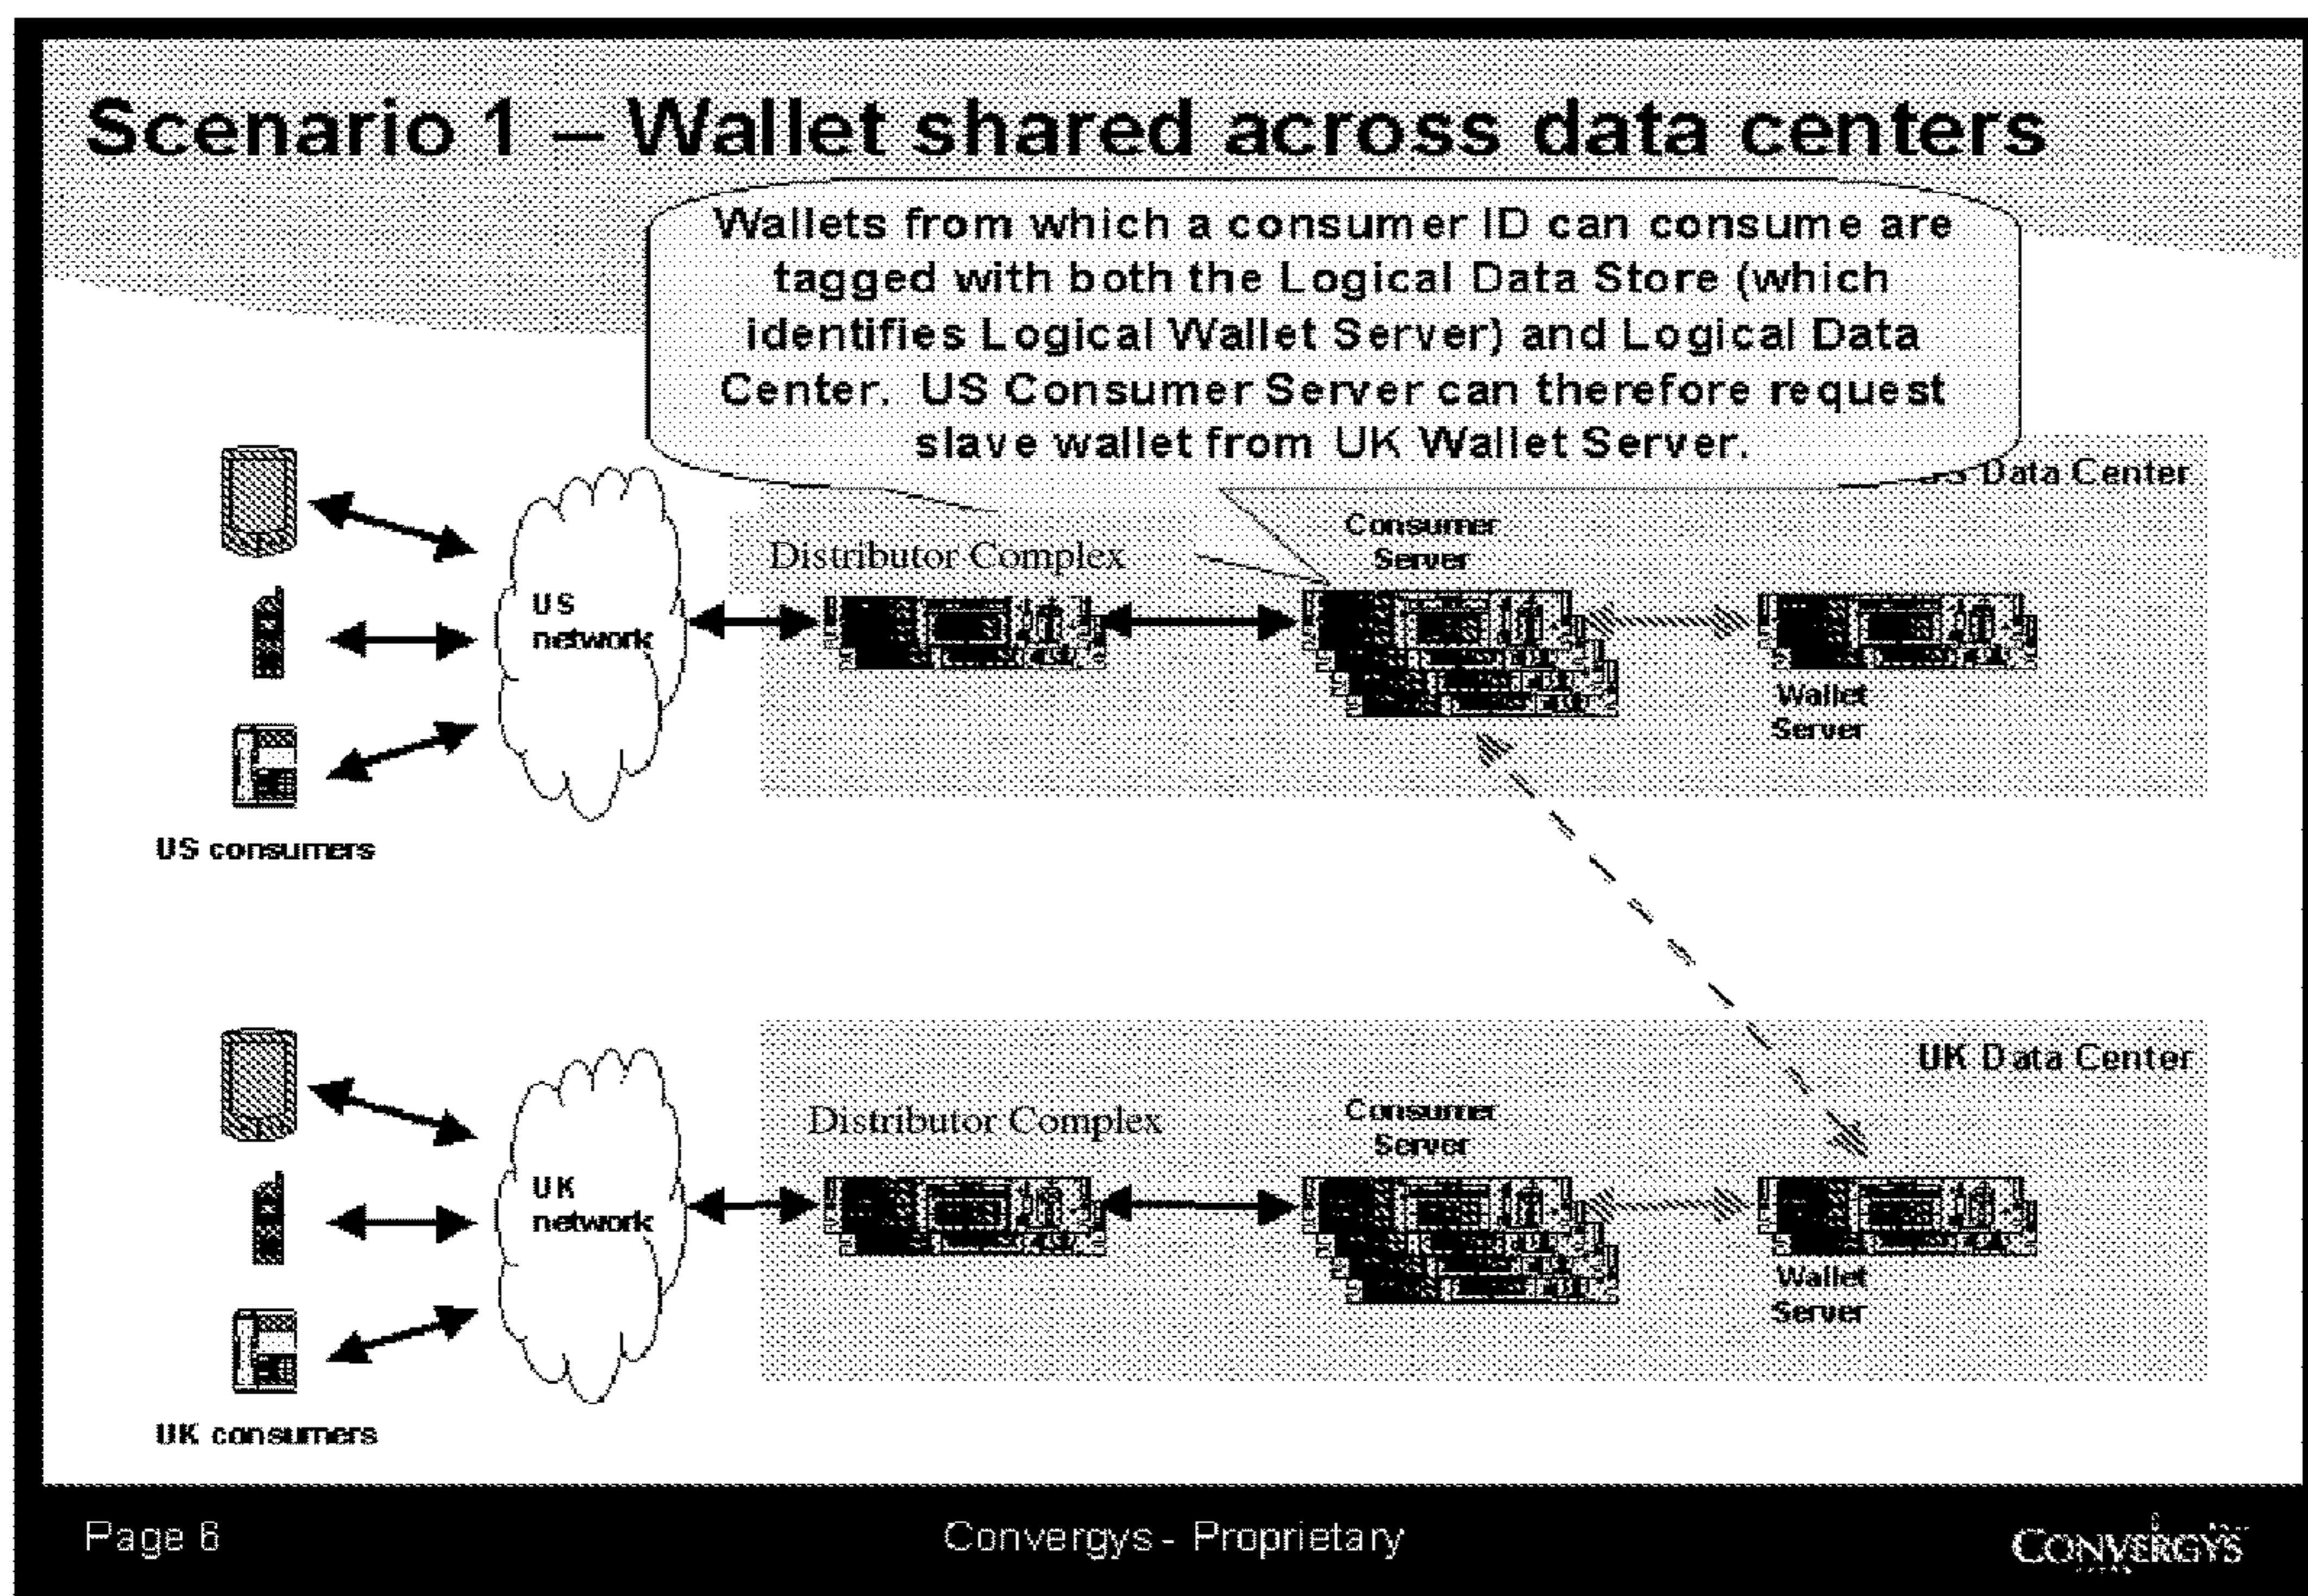 Scenario 1 – Wallet shared across data centers
Wallets from which a consumer ID can consume are
tagged with both the Logical Data Store (which
identifies Logical Wallet Server) and Logical Data
Center. US Consumer Server can therefore request
slave wallet from UK Wallet Server.
Data Center
Consumer
Server
Distributor Complex
US
network
Wallet
Server
US consumers
UK Data Center
Consumer
Server
Distributor Complex
UK
network
Wallet
Server
UK consumers
Page 6
Convergys - Proprietary
CONVERGYS